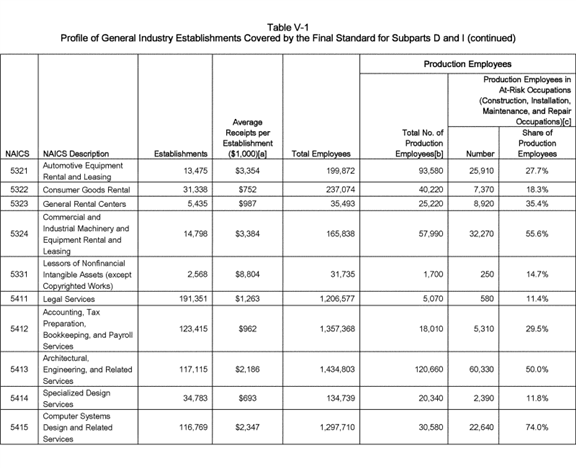 Table V-1
Profile of General Industry Establishments Covered by the Final Standard for Subparts D and I (continued)
Production Employees
Production Employees in
At-Risk Occupations
(Construction, Installation,
Maintenance, and Repair
Occupations)[c]
Average
Receipts per
Establishment
($1,000)[a]
Total No. of
Production
Employees[b]
Share of
Production
Employees
NAICS NAICS Description Establishments Total Employees Number
5321 Automotive Equipment
Rental and Leasing 13,475 $3,354 199,872 93,580 25,910 27.7%
5322 Consumer Goods Rental 31,338 $752 237,074 40,220 7,370 18.3%
5323 General Rental Centers 5,435 $987 35,493 25,220 8,920 35.4%
Commercial and
Industrial Machinery and
5324 Equipment Rental and 14,798 $3,384 165,838 57,990 32,270 55.6%
Leasing
Lessors of Nonfinancial
5331 Intangible Assets (except 2,568 $8,804 31,735 1,700 250 14.7%
Copyrighted Works)
5411 Legal Services 191,351 $1,263 1,206,577 5,070 580 11.4%
Accounting, Tax
Preparation,
5412 Bookkeeping, and Payroll 123,415 $962 1,357,368 18,010 5,310 29.5%
Services
Architectural,
5413 Engineering, and Related 117,115 $2,186 1,434,803 120,660 60,330 50.0%
Services
5414 Specialized Design
Services 34,783 $693 134,739 20,340 2,390 11.8%
Computer Systems
5415 Design and Related 116,769 $2,347 1,297,710 30,580 22,640 74.0%
Services